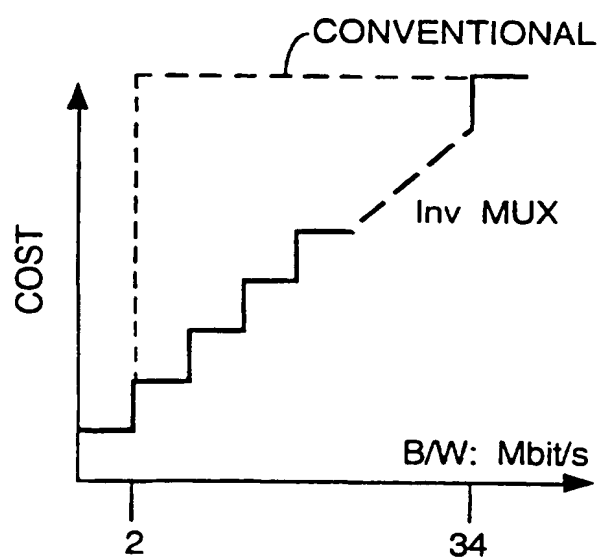 CONVENTIONAL
Inv MUX
COST
B/W: Mbit/s
2
34